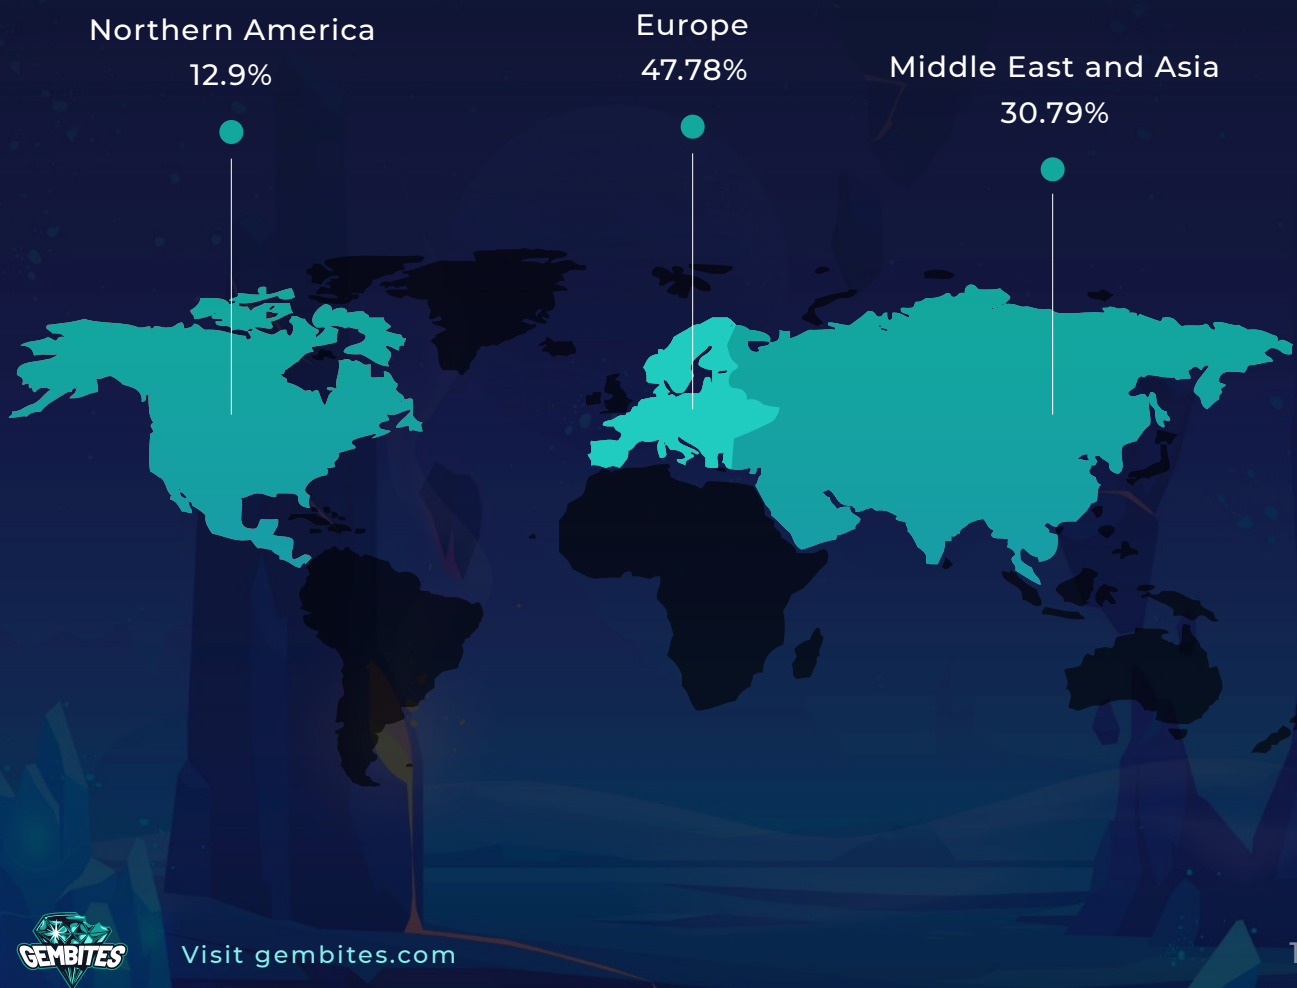 Northern America
12.9%
Europe
47.78%
Middle East and Asia
30.79%
GEMBITES
Visit gembites.com